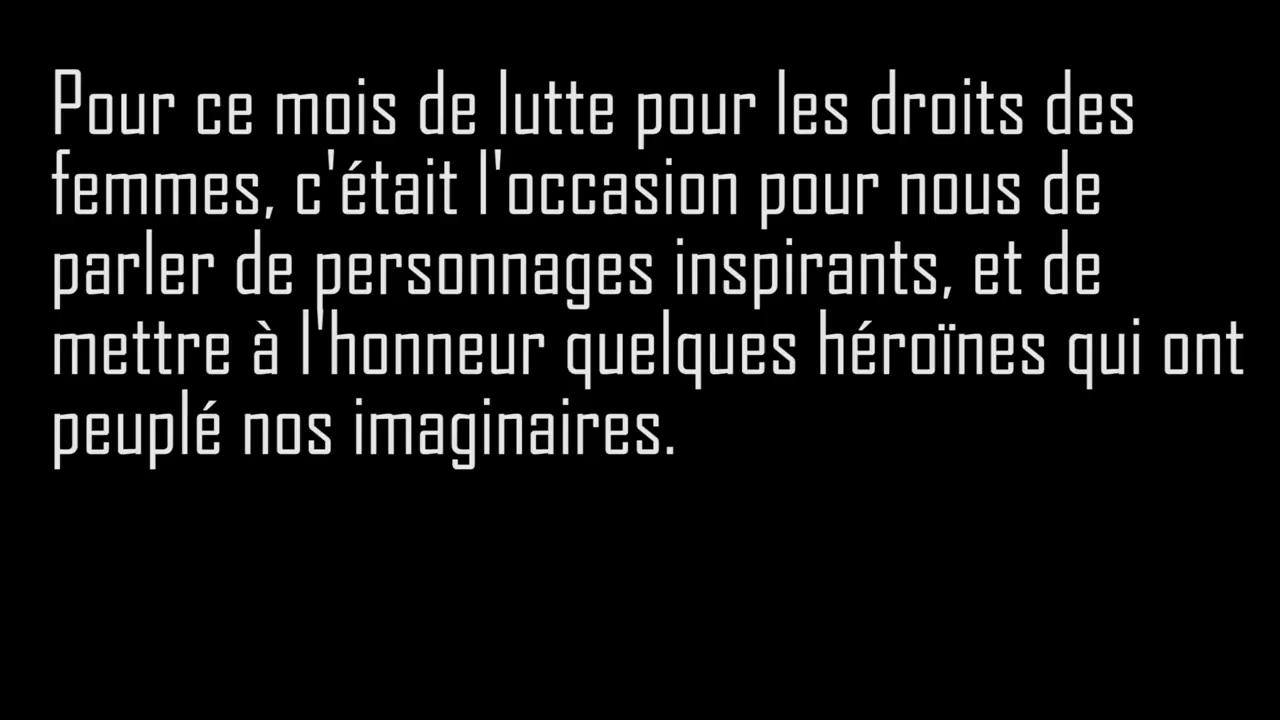 Pour ce mois de lutte pour les droits des
femmes, c'était l'occasion pour nous de
parler de personnages inspirants, et de
mettre à l'honneur quelques héroïnes qui ont
peuplé nos imaginaires.